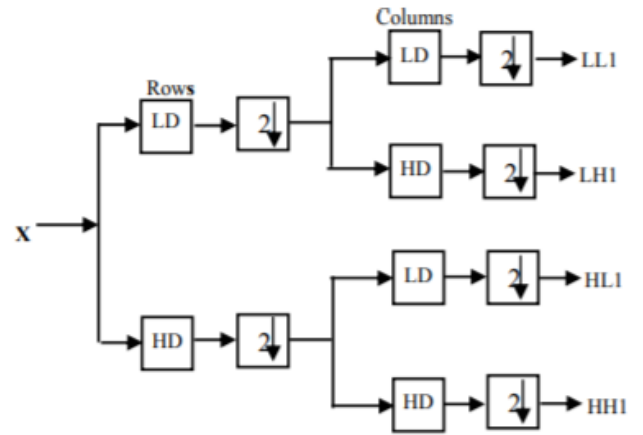 Columns
LD 2 LL1
Rows
LD 2
HD 2 LH1
X
LD 2 HL1
HD 2
HD 2 HH1